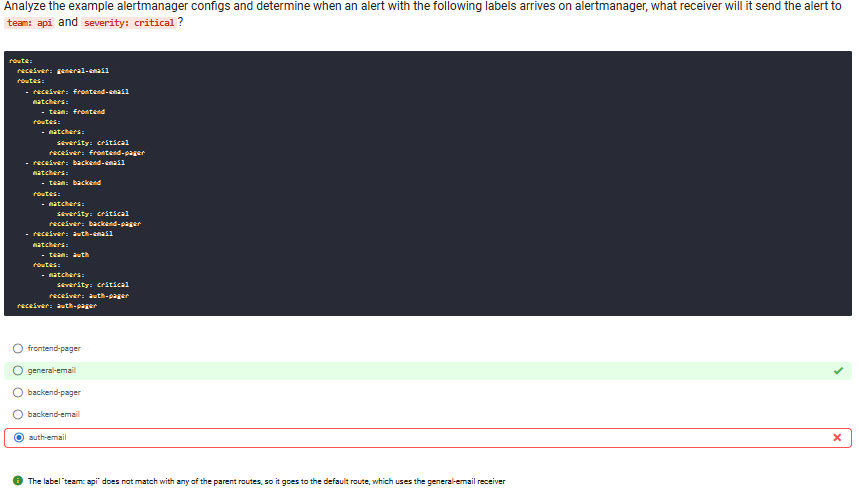 Analyze the example alertmanager configs and determine when an alert with the following labels arrives on alertmanager, what receiver will it send the alert to
team: api and severity: critical ?
route:
receiver: general-email
routes:
- receiver: frontend-email
matchers:
- team: frontend
routes:
- matchers:
severity: critical
receiver: frontend-pager
- receiver: backend-email
matchers:
- team: backend
routes:
- matchers:
severity: critical
receiver: backend-pager
- receiver: auth-email
matchers:
- team: auth
routes:
- matchers:
severity: critical
receiver: auth-pager
receiver: auth-pager
frontend-pager
general-email
backend-pager
backend-email
auth-email
The label "team: api" does not match with any of the parent routes, so it goes to the default route, which uses the general-email receiver